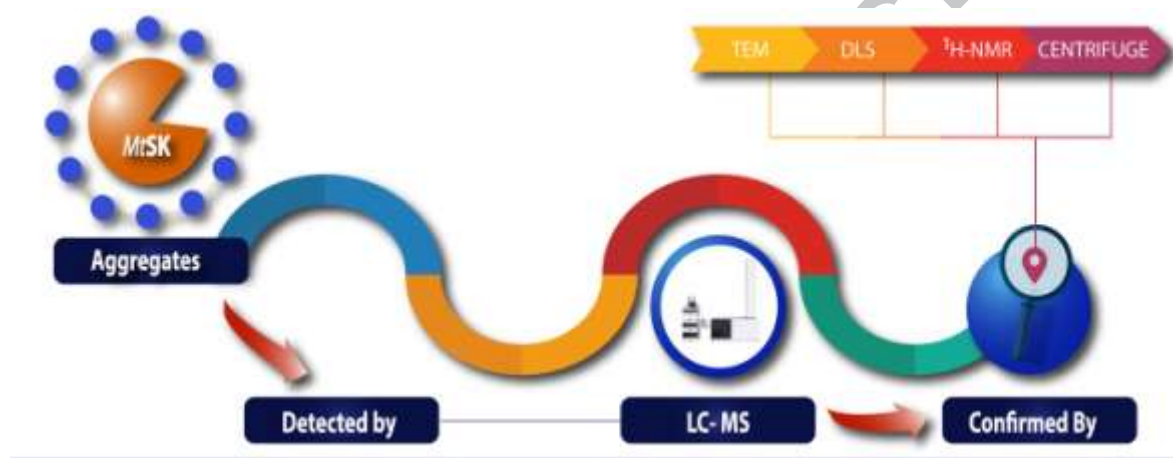 TEM DLS ¹H-NMR CENTRIFUGE
MtSK
Aggregates
Detected by LC- MS Confirmed By